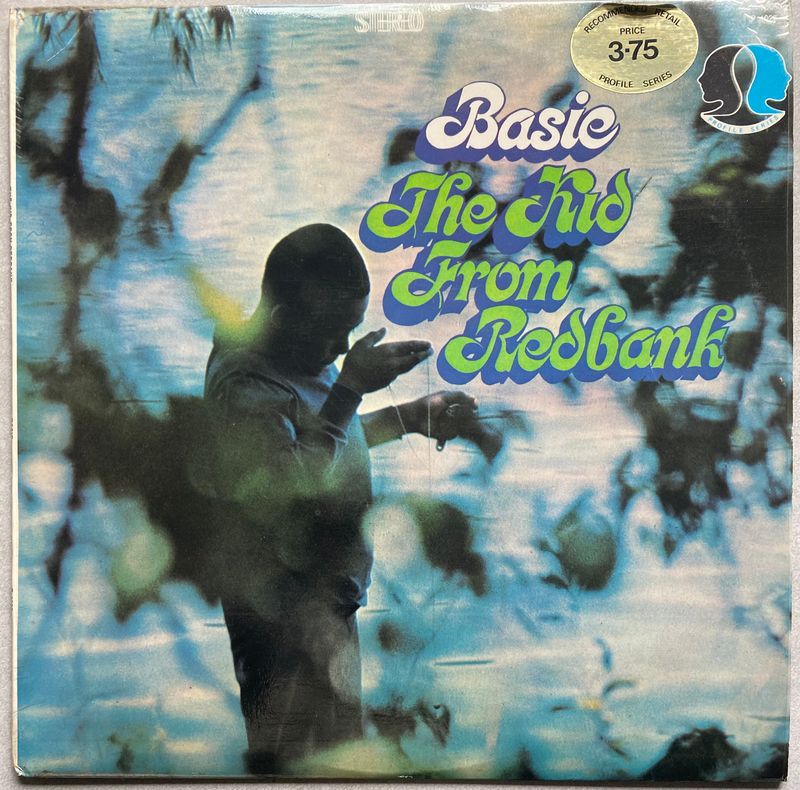 STEREO
RECOMMENDED RETAIL
PRICE
3·75
PROFILE SERIES
PROFILE SERIES
Basie
The Kid
From
Redbank